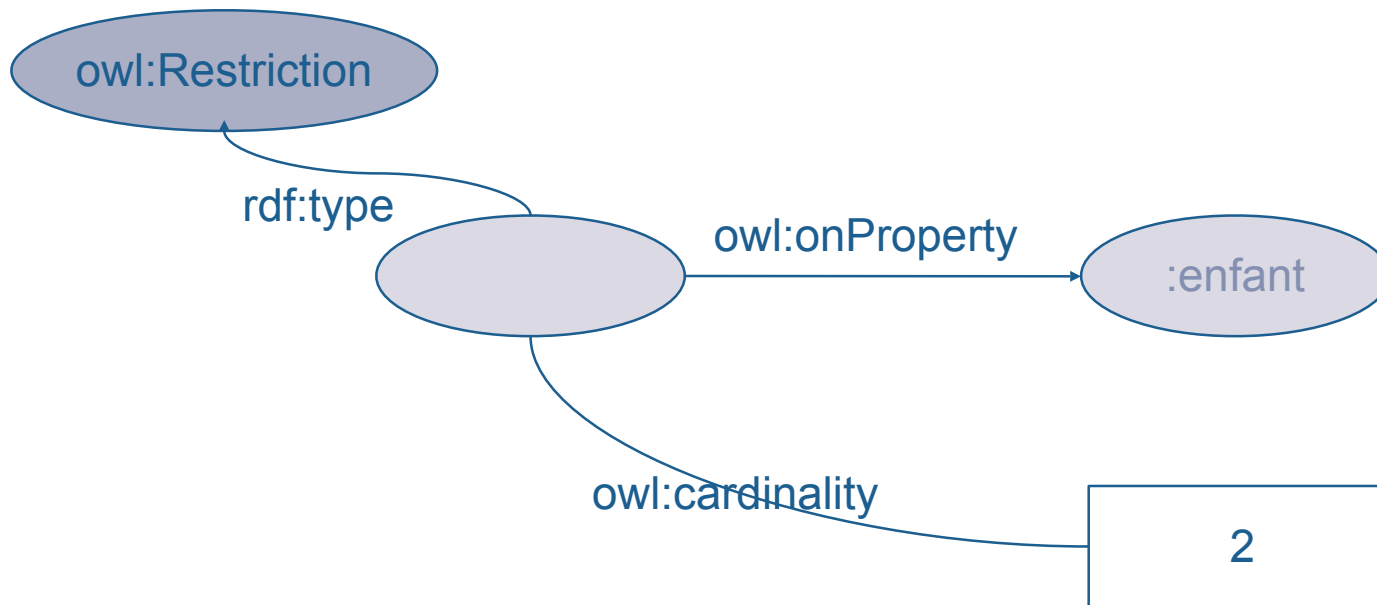 owl:Restriction
rdf:type
owl:onProperty
:enfant
owl:cardinality
2